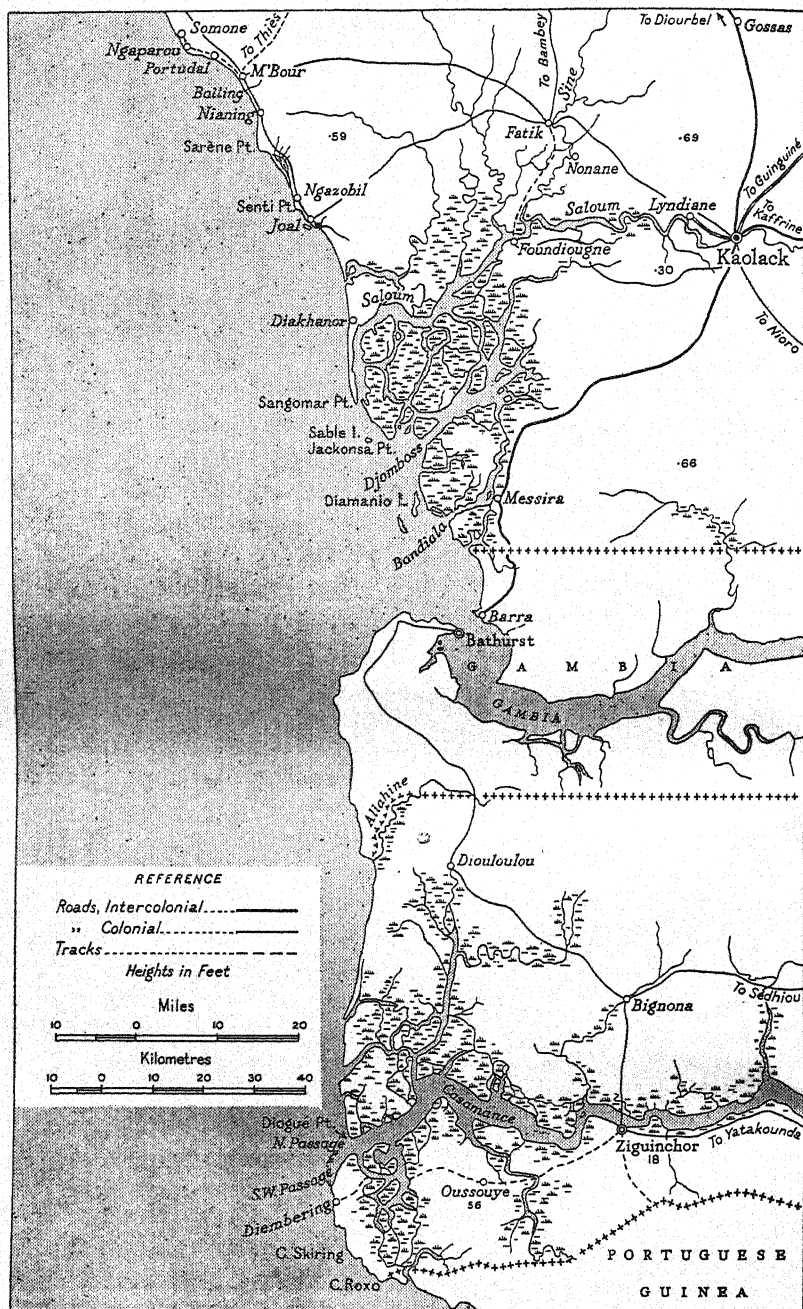 Somone
To Thiès
To Diourbel
Gossas
Ngaparou
Portudal
M'Bour
To Bambey
Sine
Balling
Nianing
·59
Fatik
·69
Sarène Pt.
Nonane
To Guinguiné
Ngazobil
Senti Pt.
Joal
Saloum
Lyndiane
To Kaffrine
Foundiougne
Kaolack
·30
Saloum
Diakhanor
To Nioro
Sangomar Pt.
Sable I.
Jackonsa Pt.
Djomboss
·66
Diamanio I.
Messira
Bandiala
Barra
Bathurst
G A M B I A
GAMBIA
Allahine
Diouloulou
REFERENCE
Roads, Intercolonial
" Colonial
Tracks
Heights in Feet
Miles
10 0 10 20
Kilometres
10 0 10 20 30 40
Bignona
To Sédhiou
Diogué Pt.
N. Passage
Casamance
Ziguinchor
18
To Yatakounda
S.W. Passage
Oussouye
56
Diembering
C. Skiring
C. Roxo
PORTUGUESE
GUINEA